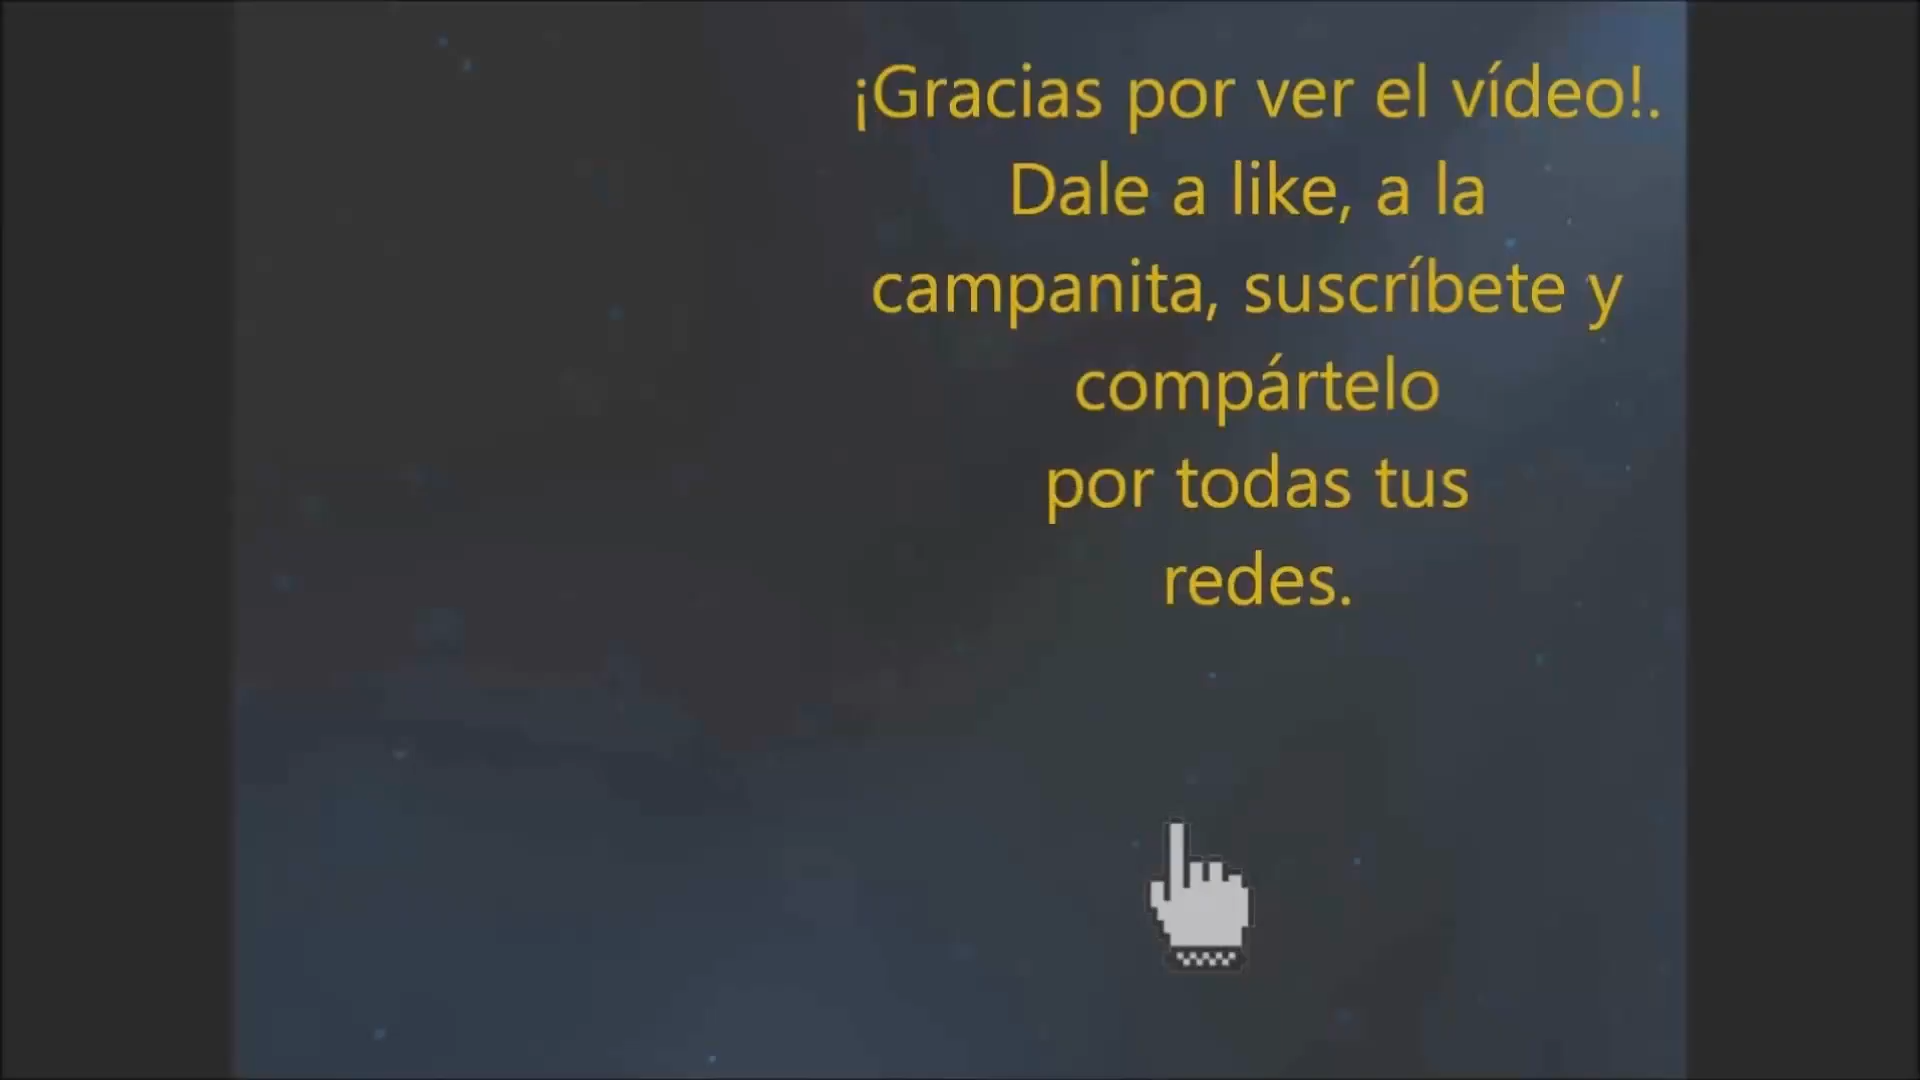 ¡Gracias por ver el vídeo!.
Dale a like, a la
campanita, suscríbete y
compártelo
por todas tus
redes.